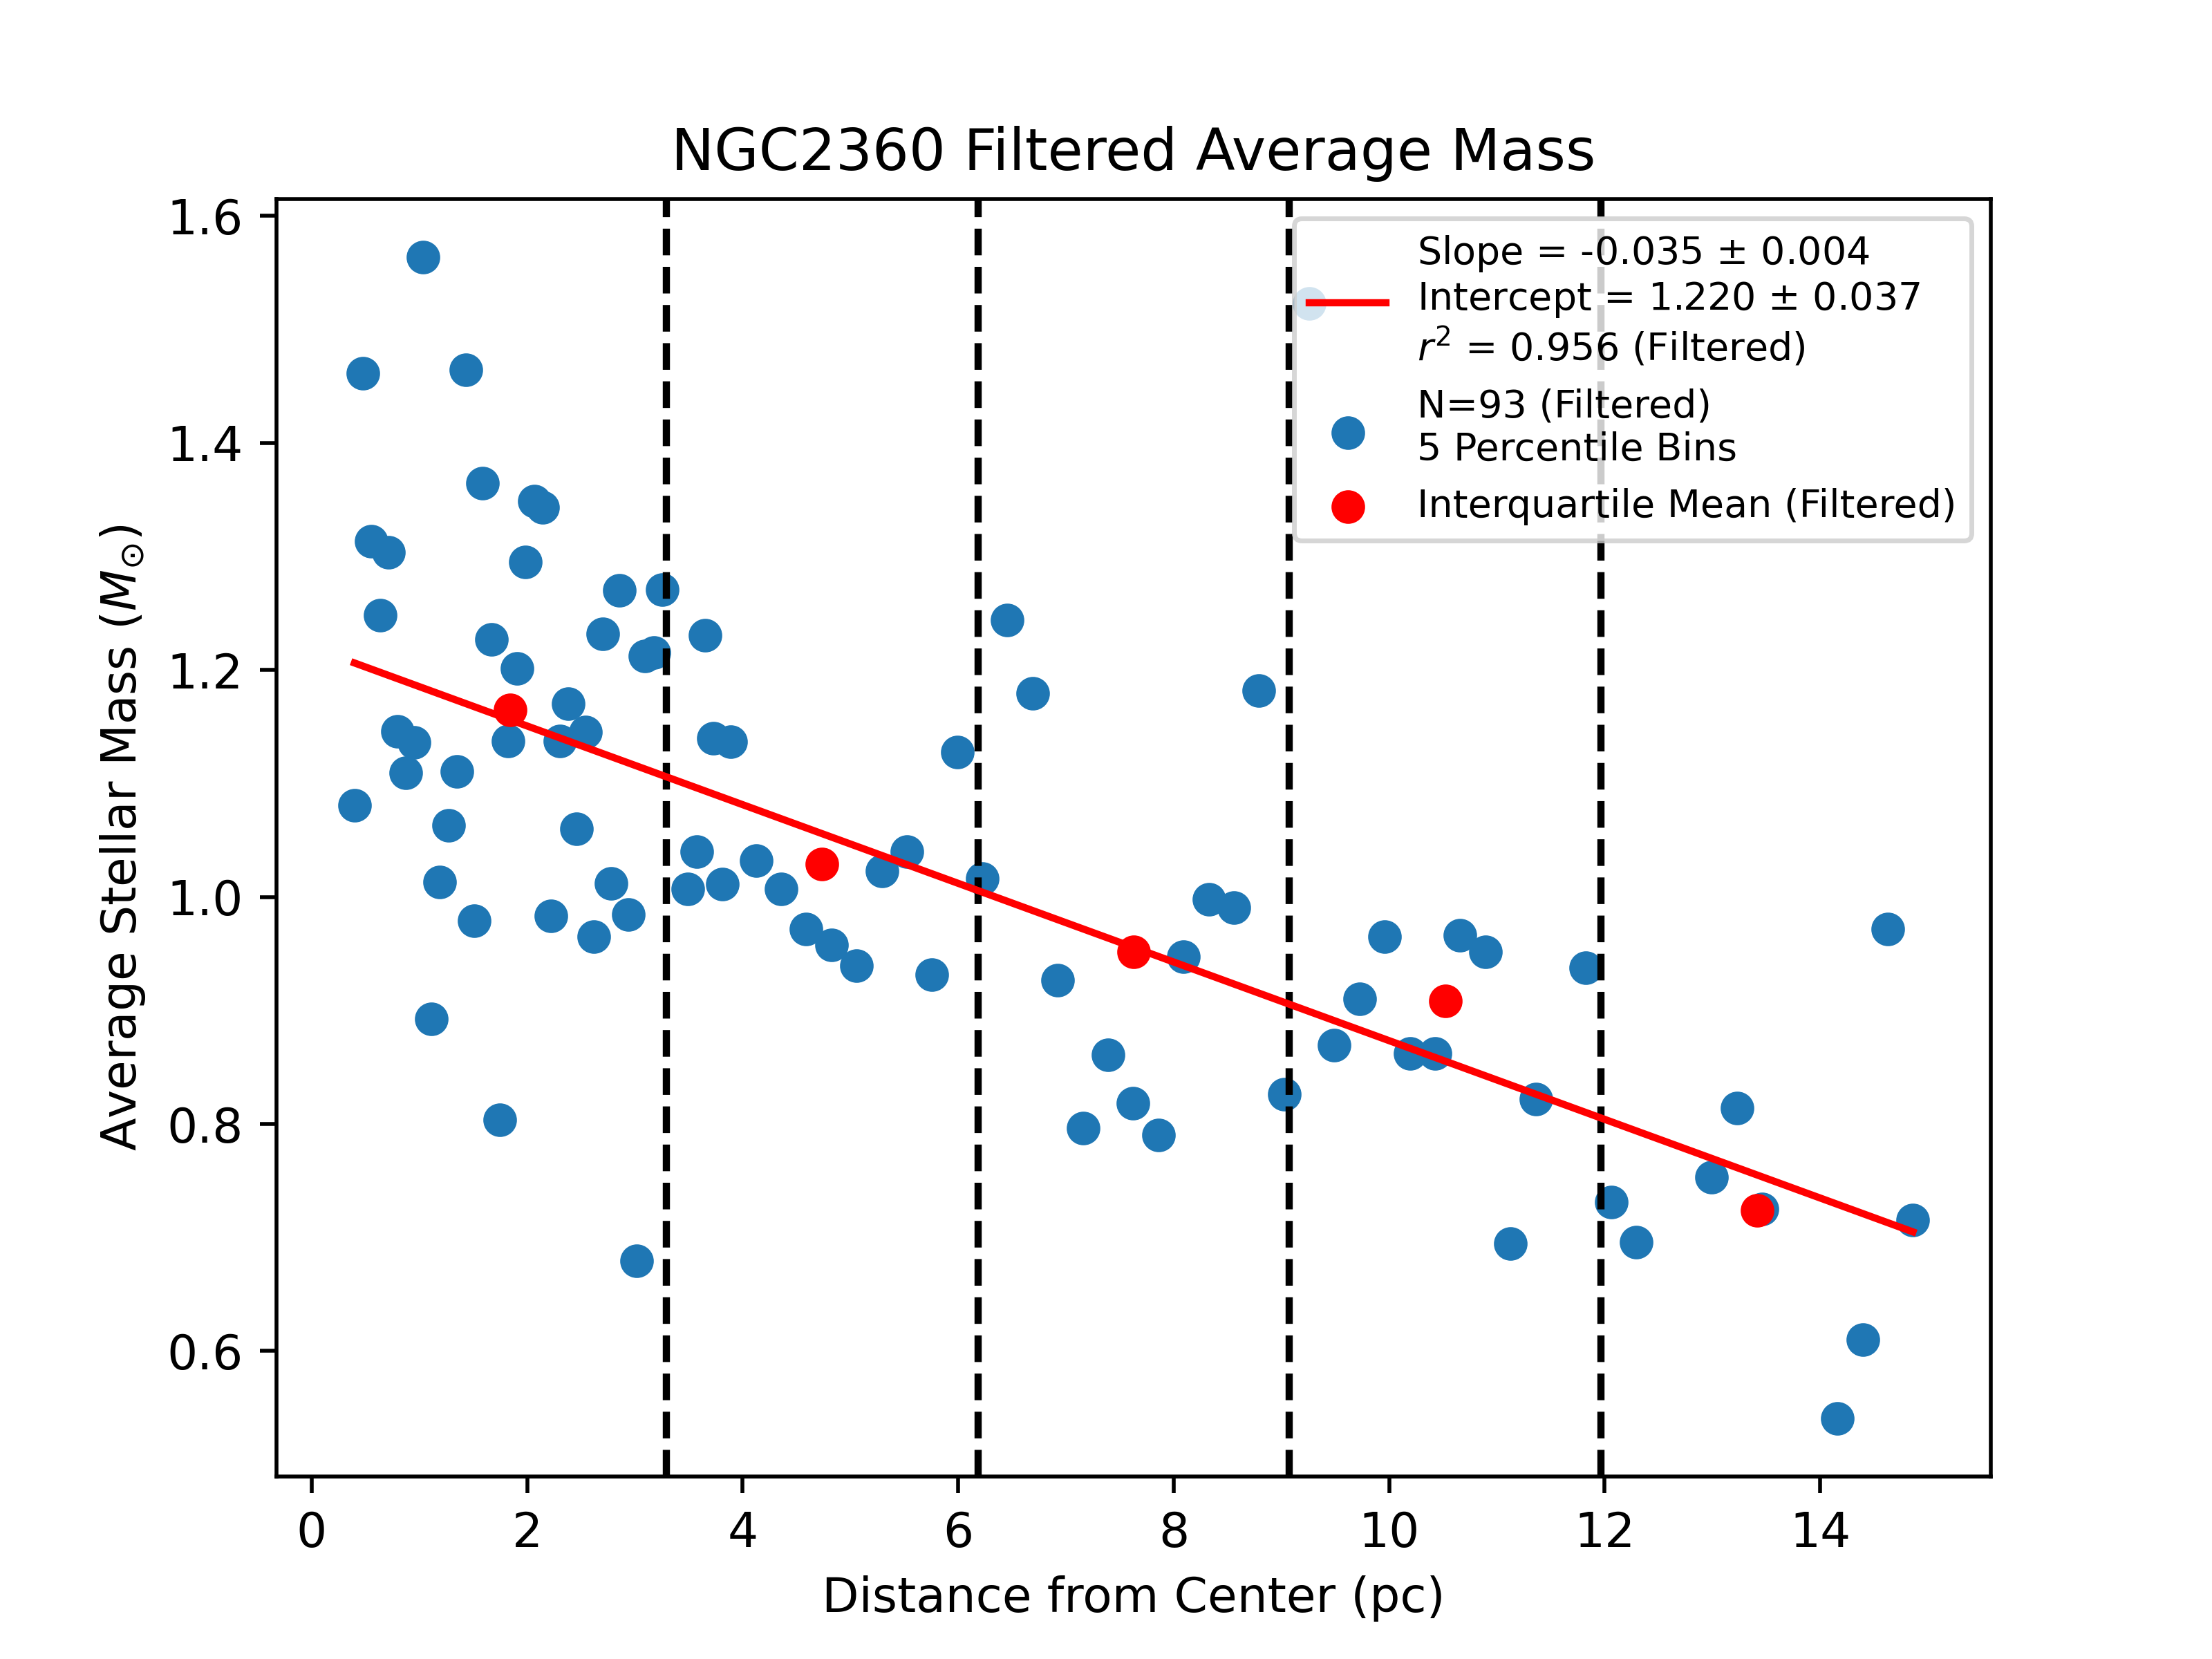 NGC2360 Filtered Average Mass
Average Stellar Mass (M⊙)
1.6
1.4
1.2
1.0
0.8
0.6
Slope = -0.035 ± 0.004
Intercept = 1.220 ± 0.037
r² = 0.956 (Filtered)
N=93 (Filtered)
5 Percentile Bins
Interquartile Mean (Filtered)
0 2 4 6 8 10 12 14
Distance from Center (pc)